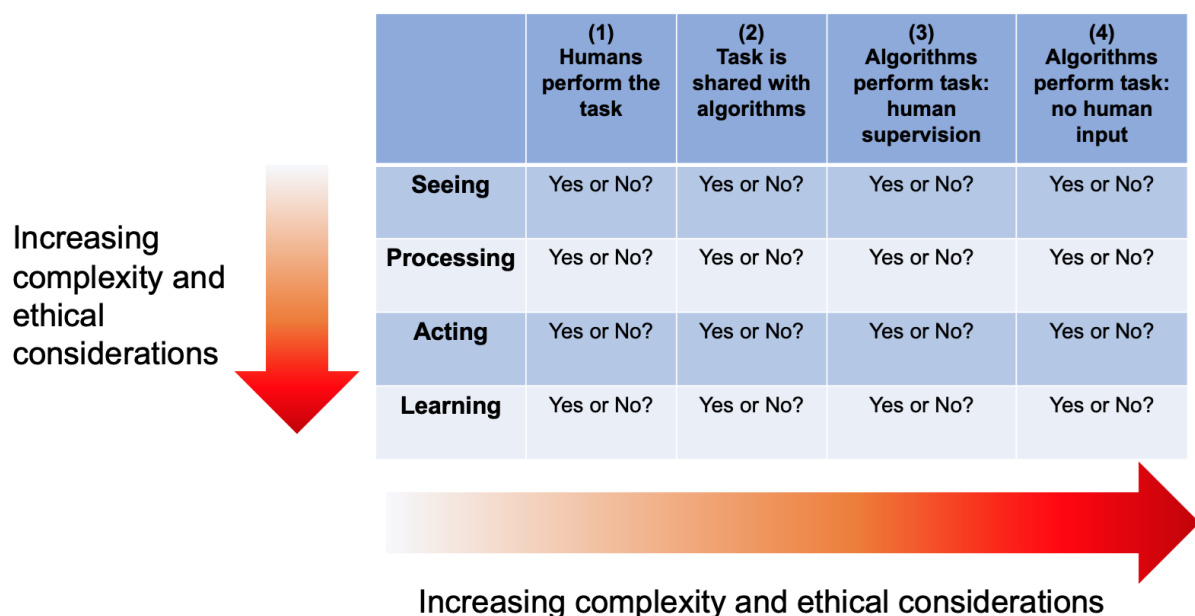 (1)
Humans
perform the
task
(2)
Task is
shared with
algorithms
(3)
Algorithms
perform task:
human
supervision
(4)
Algorithms
perform task:
no human
input
Seeing Yes or No? Yes or No? Yes or No? Yes or No?
Processing Yes or No? Yes or No? Yes or No? Yes or No?
Acting Yes or No? Yes or No? Yes or No? Yes or No?
Learning Yes or No? Yes or No? Yes or No? Yes or No?
Increasing
complexity and
ethical
considerations
Increasing complexity and ethical considerations